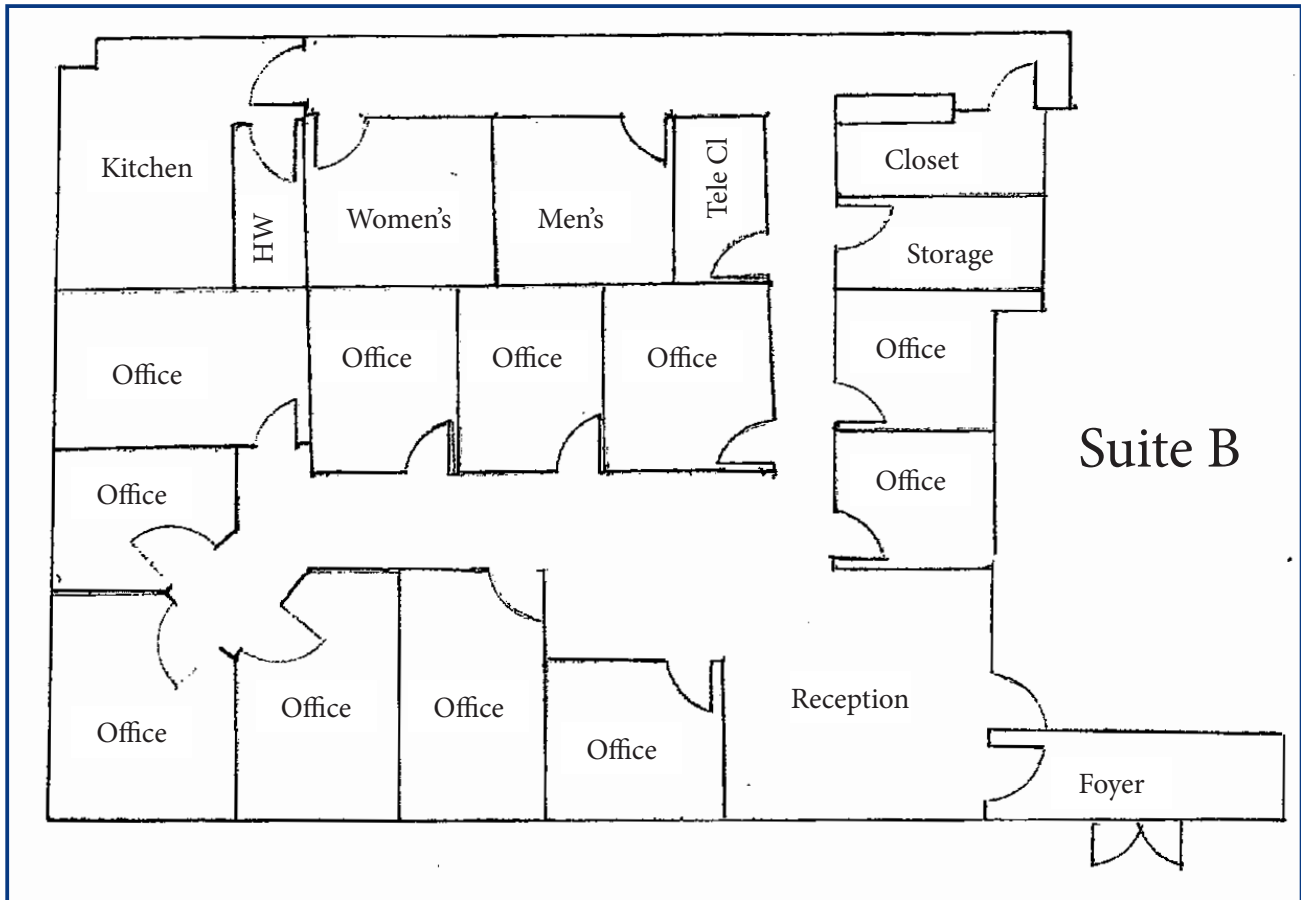 Kitchen
HW
Women's
Men's
Tele Cl
Closet
Storage
Office
Office
Office
Office
Office
Office
Office
Office
Office
Office
Office
Reception
Foyer
Suite B